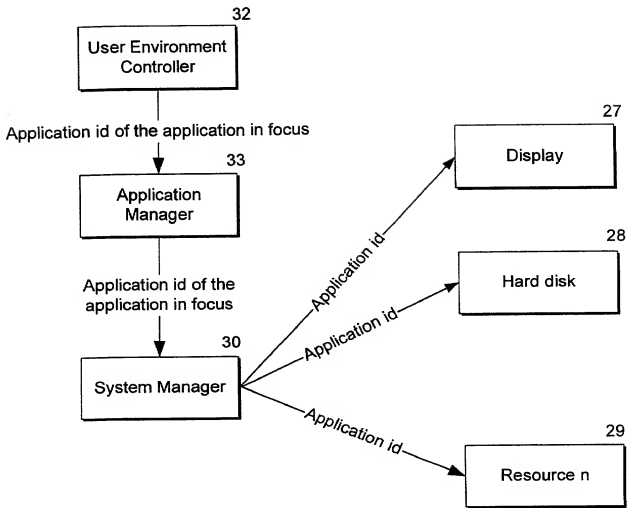 32
User Environment
Controller
Application id of the application in focus
33
Application
Manager
Application id of the
application in focus
30
System Manager
Application id
27
Display
Application id
28
Hard disk
Application id
29
Resource n